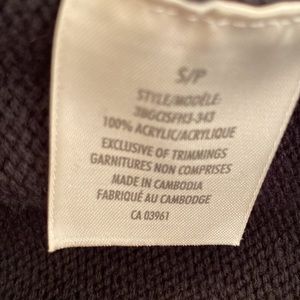 S/P
STYLE/MODÈLE:
100% ACRYLIC/ACRYLIQUE
EXCLUSIVE OF TRIMMINGS
GARNITURES NON COMPRISES
MADE IN CAMBODIA
FABRIQUÉ AU CAMBODGE
CA 03961